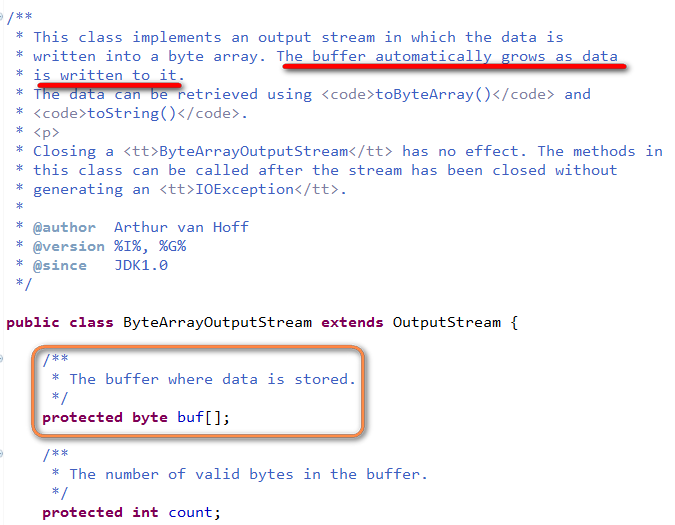 /**
* This class implements an output stream in which the data is
* written into a byte array. The buffer automatically grows as data
* is written to it.
* The data can be retrieved using <code>toByteArray()</code> and
* <code>toString()</code>.
* <p>
* Closing a <tt>ByteArrayOutputStream</tt> has no effect. The methods in
* this class can be called after the stream has been closed without
* generating an <tt>IOException</tt>.
*
* @author  Arthur van Hoff
* @version %I%, %G%
* @since   JDK1.0
*/
public class ByteArrayOutputStream extends OutputStream {
/**
* The buffer where data is stored.
*/
protected byte buf[];
/**
* The number of valid bytes in the buffer.
*/
protected int count;